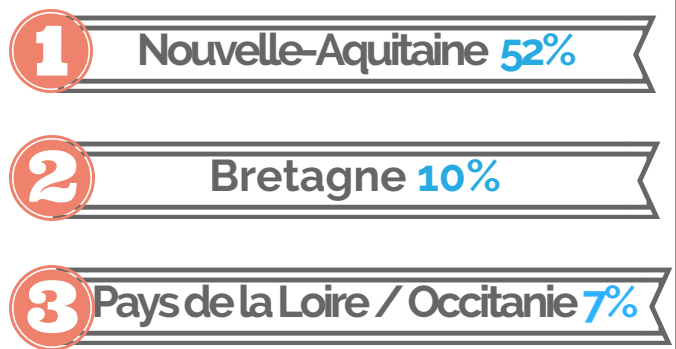 1 Nouvelle-Aquitaine 52%
2 Bretagne 10%
3 Pays de la Loire / Occitanie 7%